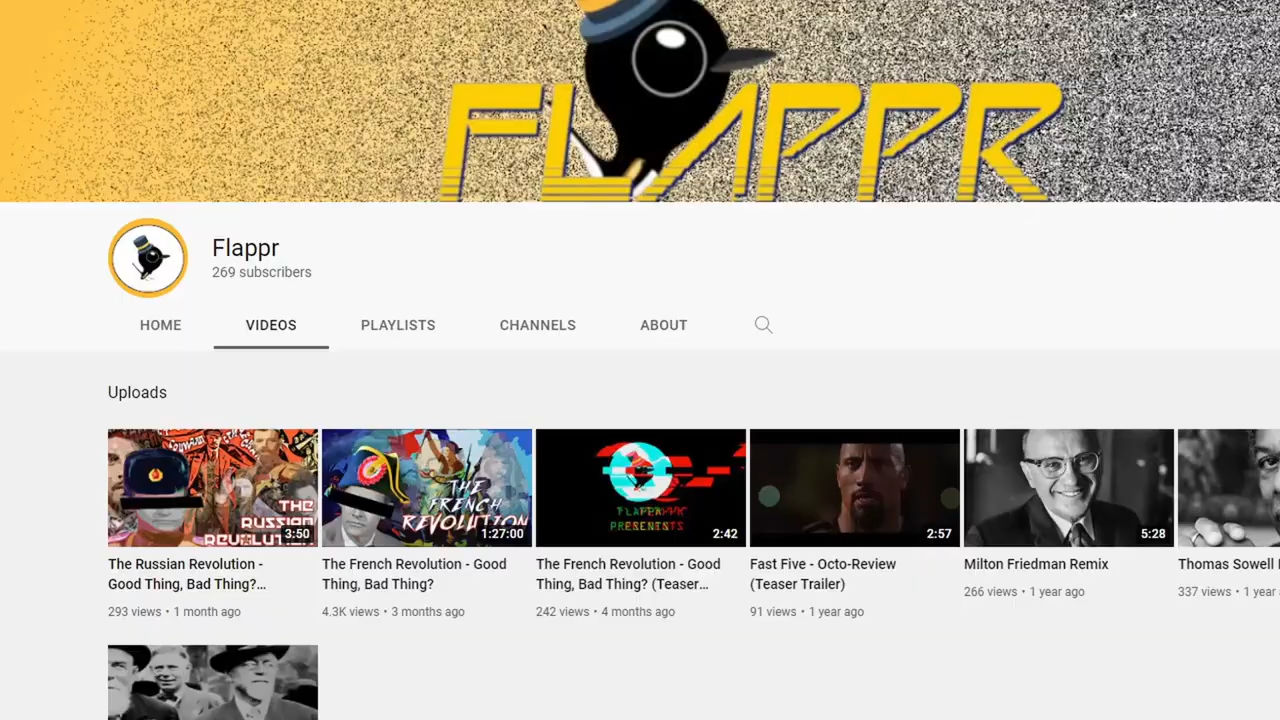 FLAPPR
Flappr
269 subscribers
HOME VIDEOS PLAYLISTS CHANNELS ABOUT
Uploads
THE
RUSSIAN
REVOLUTION
3:50
THE
FRENCH
REVOLUTION
1:27:00
PRESENTS
2:42
2:57
5:28
The Russian Revolution -
Good Thing, Bad Thing?...
293 views • 1 month ago
The French Revolution - Good
Thing, Bad Thing?
4.3K views • 3 months ago
The French Revolution - Good
Thing, Bad Thing? (Teaser...
242 views • 4 months ago
Fast Five - Octo-Review
(Teaser Trailer)
91 views • 1 year ago
Milton Friedman Remix
266 views • 1 year ago
Thomas Sowell
337 views • 1 year